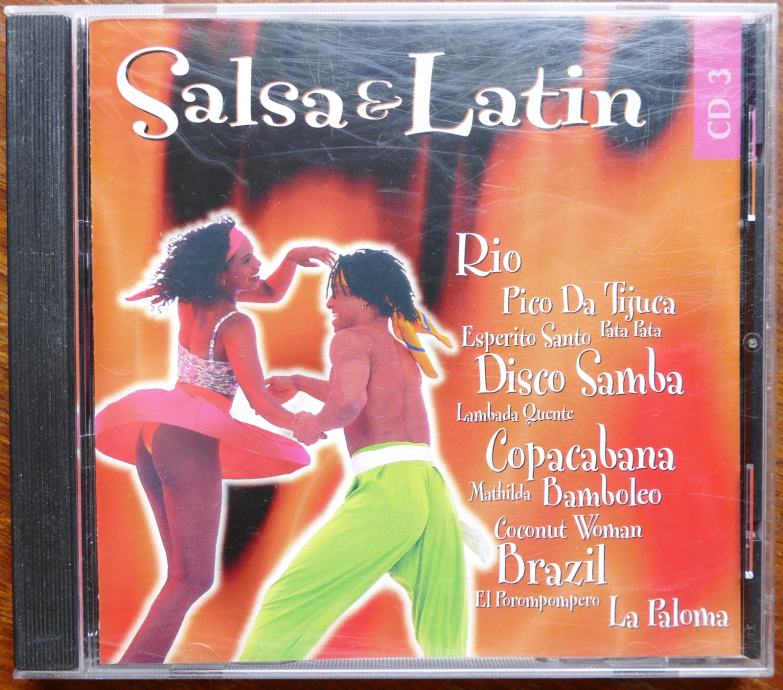 Salsa & Latin
CD 3
Rio
Pico Da Tijuca
Esperito Santo Pata Pata
Disco Samba
Lambada Quente
Copacabana
Mathilda Bamboleo
Coconut Woman
Brazil
El Porompompero La Paloma